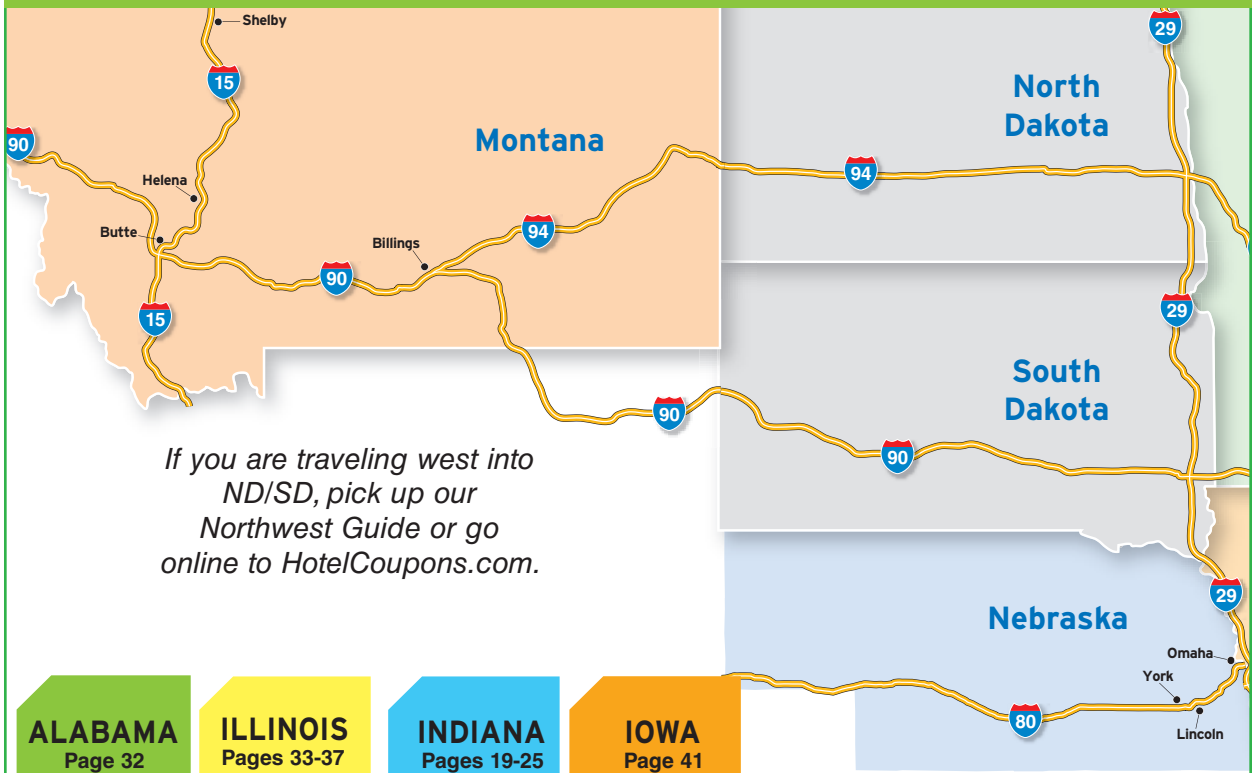 Shelby
29
15
North
Dakota
90
Montana
94
Helena
Butte
94
Billings
90
15
29
South
Dakota
90
90
If you are traveling west into
ND/SD, pick up our
Northwest Guide or go
online to HotelCoupons.com.
29
Nebraska
Omaha
York
80
Lincoln
ALABAMA
Page 32
ILLINOIS
Pages 33-37
INDIANA
Pages 19-25
IOWA
Page 41